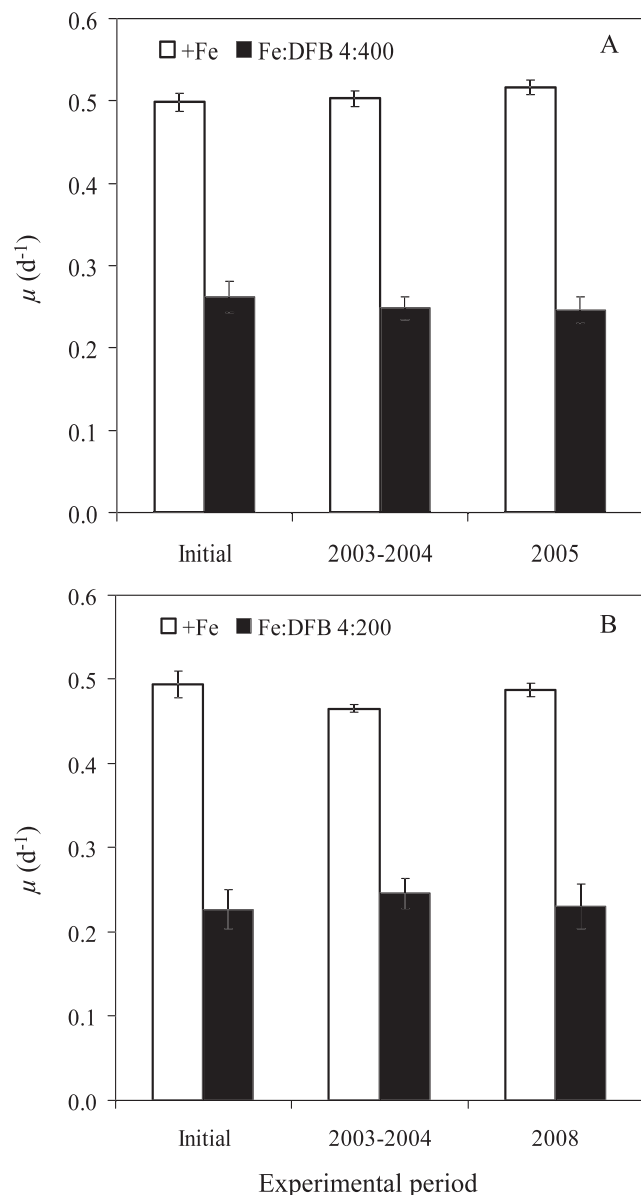 0.6
+Fe Fe:DFB 4:400 A
0.5
0.4
μ (d-1)
0.3
0.2
0.1
0.0
Initial 2003-2004 2005
0.6
+Fe Fe:DFB 4:200 B
0.5
0.4
μ (d-1)
0.3
0.2
0.1
0.0
Initial 2003-2004 2008
Experimental period